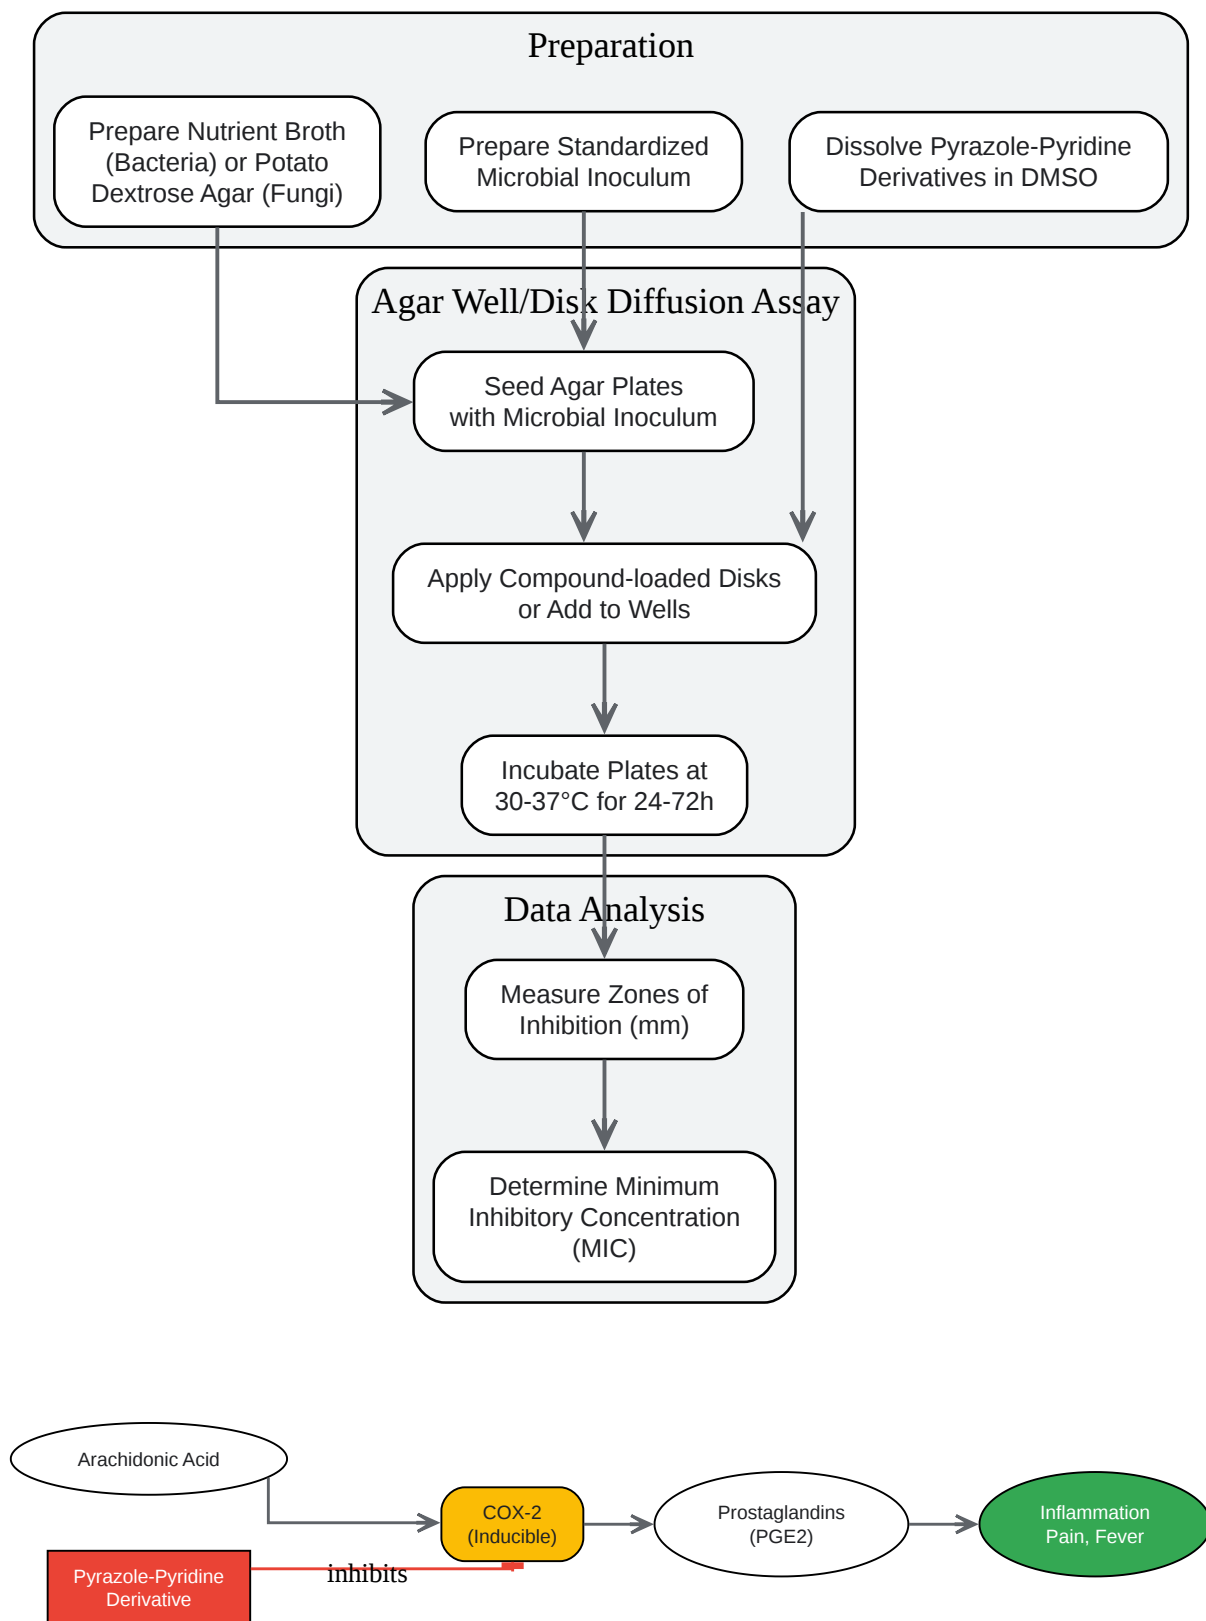 Preparation
Prepare Nutrient Broth
(Bacteria) or Potato
Dextrose Agar (Fungi)
Prepare Standardized
Microbial Inoculum
Dissolve Pyrazole-Pyridine
Derivatives in DMSO
Agar Well/Disk Diffusion Assay
Seed Agar Plates
with Microbial Inoculum
Apply Compound-loaded Disks
or Add to Wells
Incubate Plates at
30-37°C for 24-72h
Data Analysis
Measure Zones of
Inhibition (mm)
Determine Minimum
Inhibitory Concentration
(MIC)
Arachidonic Acid
COX-2
(Inducible)
Prostaglandins
(PGE2)
Inflammation
Pain, Fever
inhibits
Pyrazole-Pyridine
Derivative